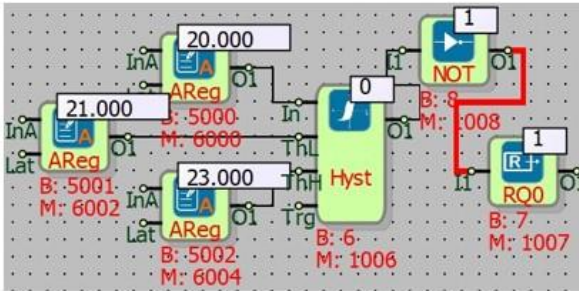 20.000
InA
O1
AReg
B: 5000
M: 6000
21.000
InA
Lat
O1
AReg
B: 5001
M: 6002
23.000
InA
Lat
O1
AReg
B: 5002
M: 6004
0
In
ThL
ThH
Trg
O1
Hyst
B: 6
M: 1006
1
I1
O1
NOT
B: 8
M: 1008
1
I1
R
RQ0
B: 7
M: 1007